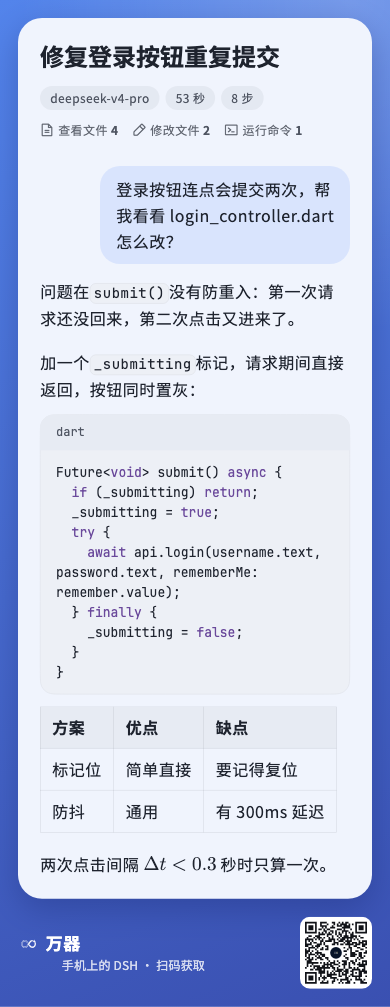 修复登录按钮重复提交
deepseek-v4-pro 53 秒 8 步
查看文件 4 修改文件 2 运行命令 1
登录按钮连点会提交两次，帮
我看看 login_controller.dart
怎么改？
问题在 submit() 没有防重入：第一次请
求还没回来，第二次点击又进来了。
加一个 _submitting 标记，请求期间直接
返回，按钮同时置灰：
dart
Future<void> submit() async {
  if (_submitting) return;
  _submitting = true;
  try {
    await api.login(username.text,
password.text, rememberMe:
remember.value);
  } finally {
    _submitting = false;
  }
}
方案 优点 缺点
标记位 简单直接 要记得复位
防抖 通用 有 300ms 延迟
两次点击间隔 Δt < 0.3 秒时只算一次。
∞ 万器
手机上的 DSH · 扫码获取